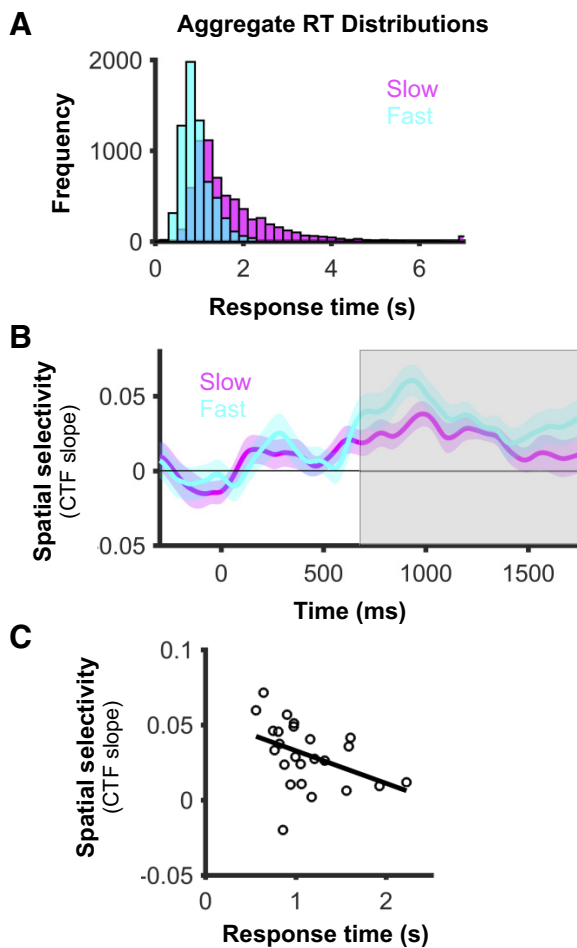 A
Aggregate RT Distributions
2000
1000
0
Frequency
Slow
Fast
0 2 4 6
Response time (s)
B
Slow
Fast
0.05
0
.05
Spatial selectivity
(CTF slope)
0 500 1000 1500
Time (ms)
C
0.1
0.05
0
-0.05
Spatial selectivity
(CTF slope)
0 1 2
Response time (s)